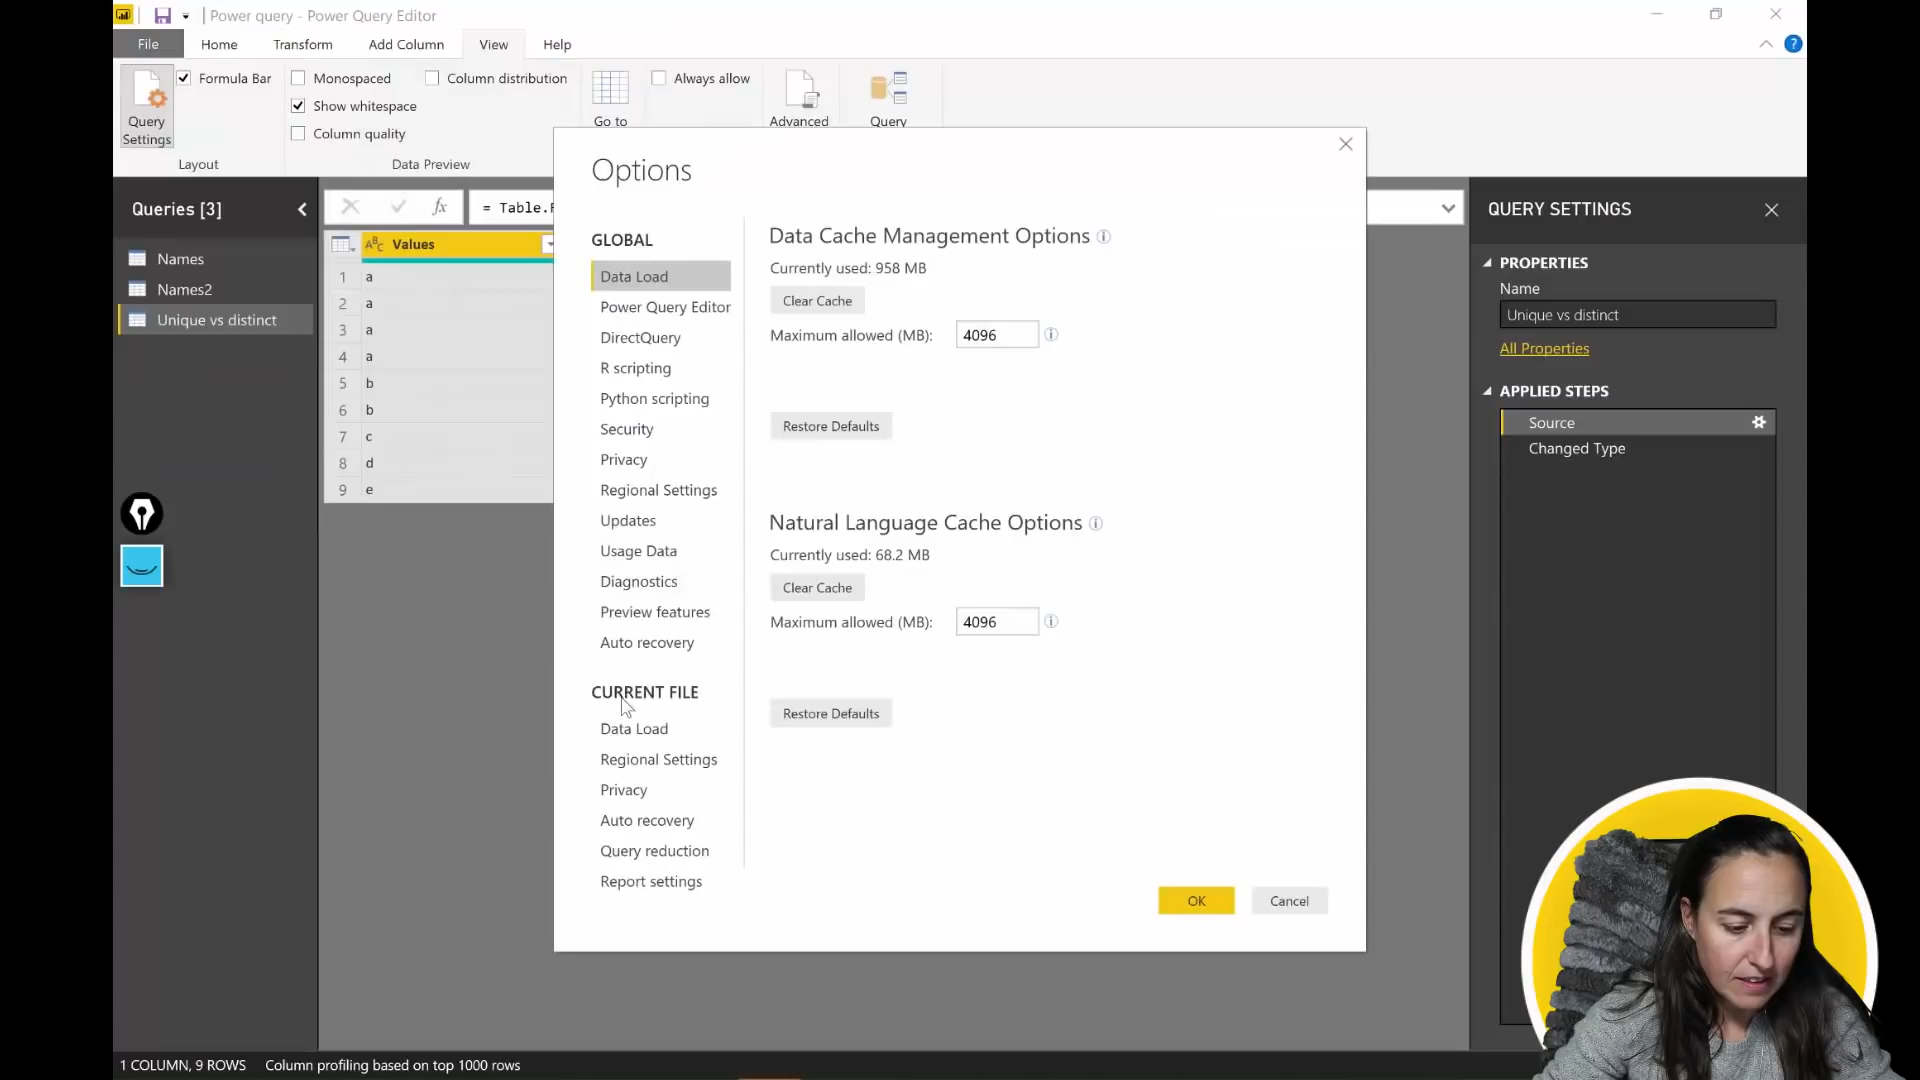 Power query - Power Query Editor
File Home Transform Add Column View Help
Query Settings
Formula Bar
Monospaced
Column distribution
Show whitespace
Column quality
Go to
Always allow
Advanced
Query
Layout
Data Preview
Queries [3]
Names
Names2
Unique vs distinct
fx
= Table.
ABC Values
1 a
2 a
3 a
4 a
5 b
6 b
7 c
8 d
9 e
Options
GLOBAL
Data Load
Power Query Editor
DirectQuery
R scripting
Python scripting
Security
Privacy
Regional Settings
Updates
Usage Data
Diagnostics
Preview features
Auto recovery
CURRENT FILE
Data Load
Regional Settings
Privacy
Auto recovery
Query reduction
Report settings
Data Cache Management Options
Currently used: 958 MB
Clear Cache
Maximum allowed (MB): 4096
Restore Defaults
Natural Language Cache Options
Currently used: 68.2 MB
Clear Cache
Maximum allowed (MB): 4096
Restore Defaults
OK Cancel
QUERY SETTINGS
PROPERTIES
Name
Unique vs distinct
All Properties
APPLIED STEPS
Source
Changed Type
1 COLUMN, 9 ROWS Column profiling based on top 1000 rows